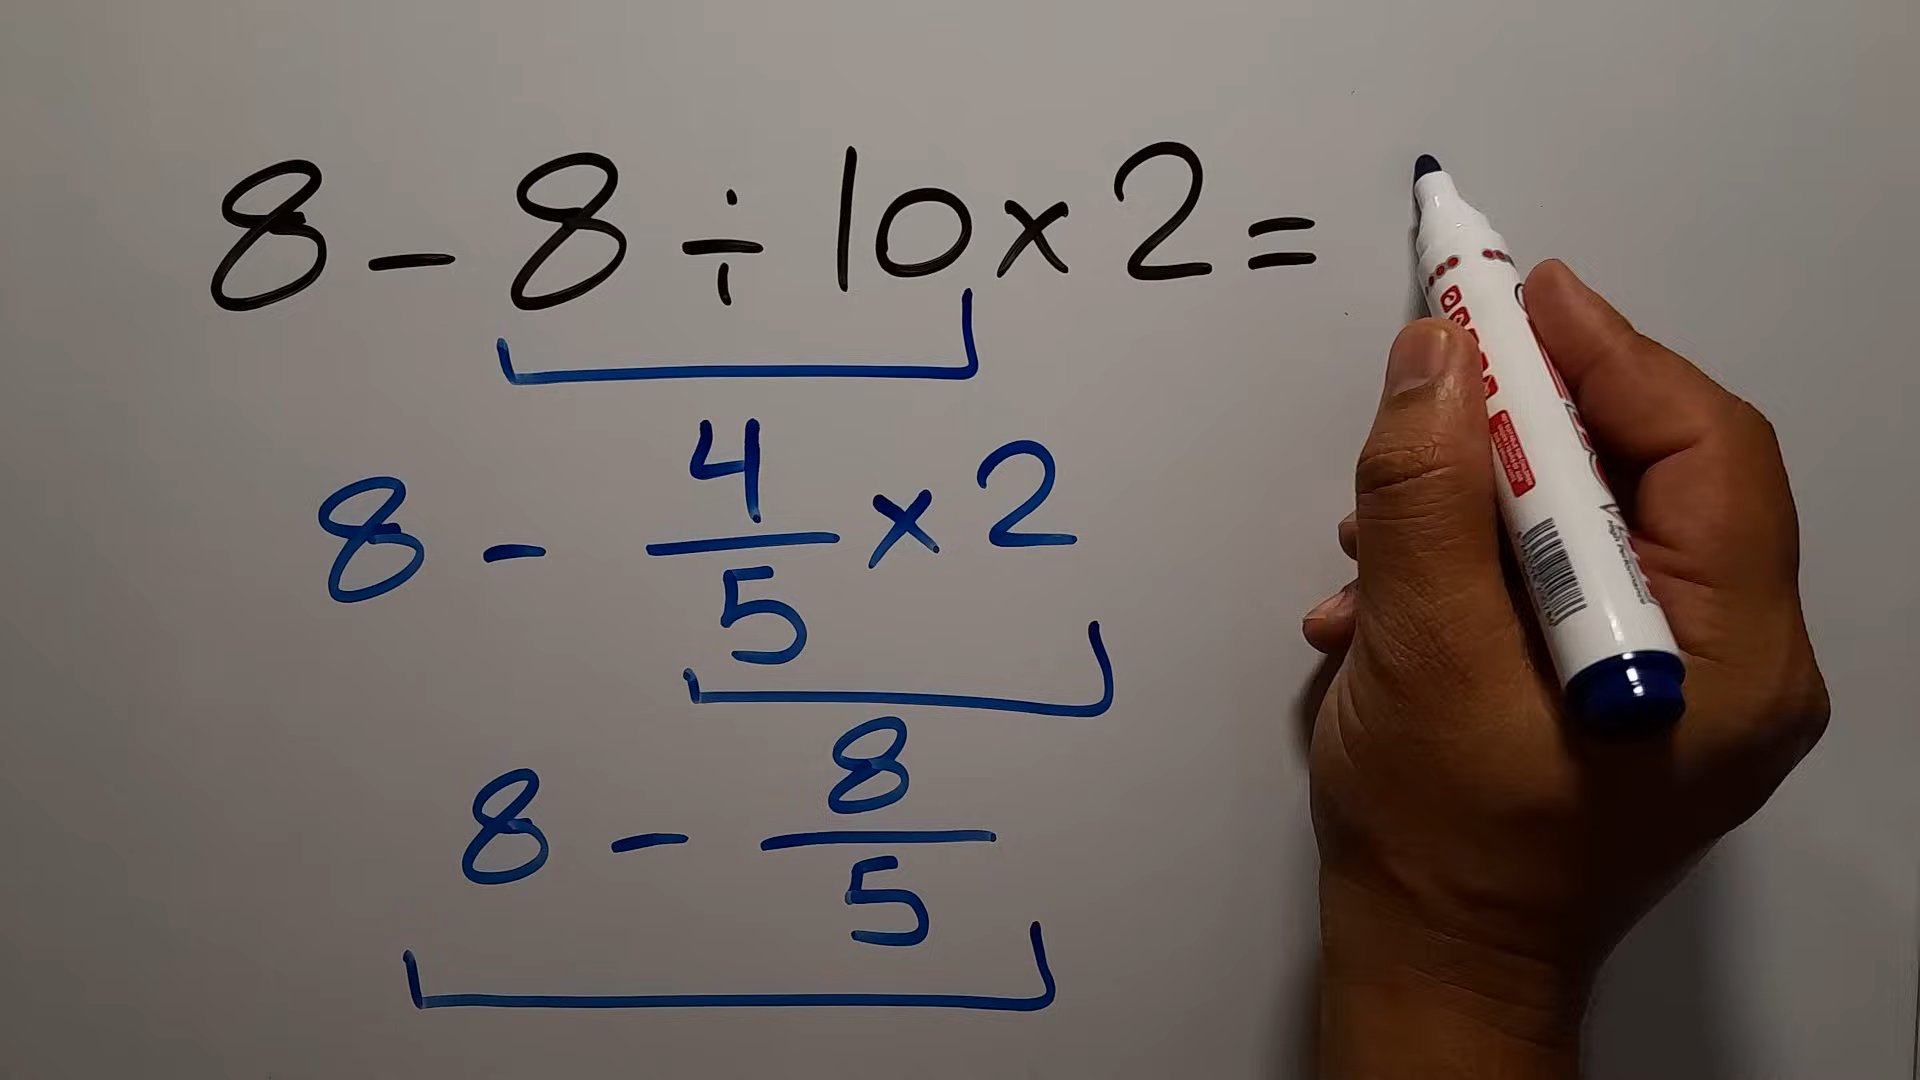 8 - 8 ÷ 10 × 2 =
8 - 4/5 × 2
8 - 8/5